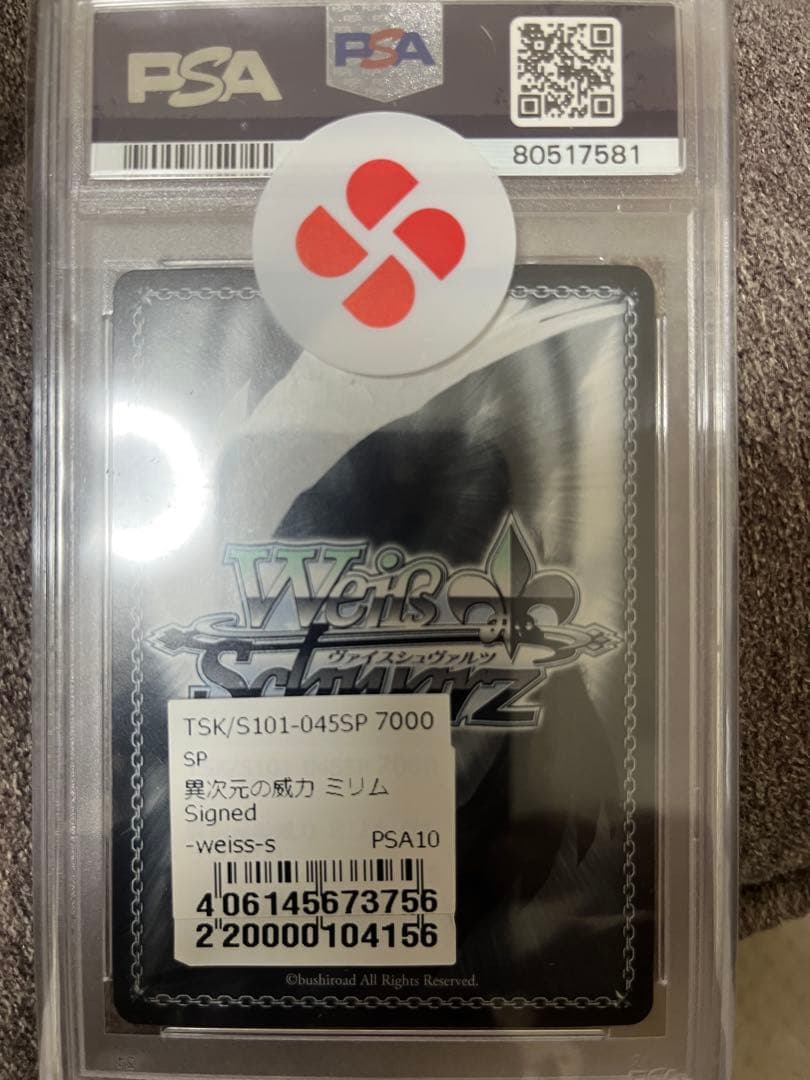 PSA
PSA
80517581
Weiß
ヴァイスシュヴァルツ
Schwarz
TSK/S101-045SP 7000
SP
異次元の威力 ミリム
Signed
-weiss-s PSA10
4 06145673756
2 20000104156
©bushiroad All Rights Reserved.